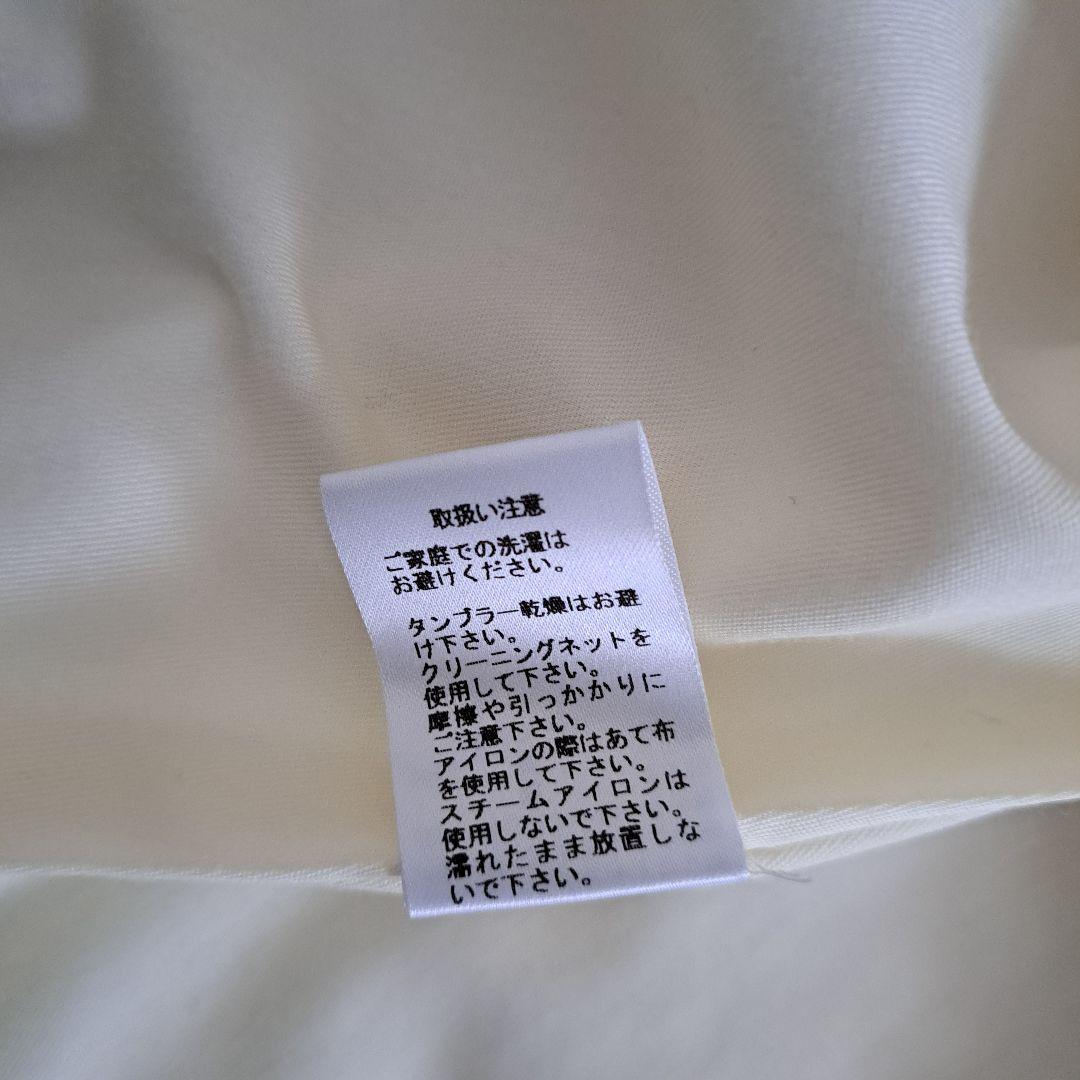 取扱い注意
ご家庭での洗濯は
お避けください。
タンブラー乾燥はお避
け下さい。
クリーニングネットを
使用して下さい。
摩擦や引っかかりに
ご注意下さい。
アイロンの際はあて布
を使用して下さい。
スチームアイロンは
使用しないで下さい。
濡れたまま放置しな
いで下さい。